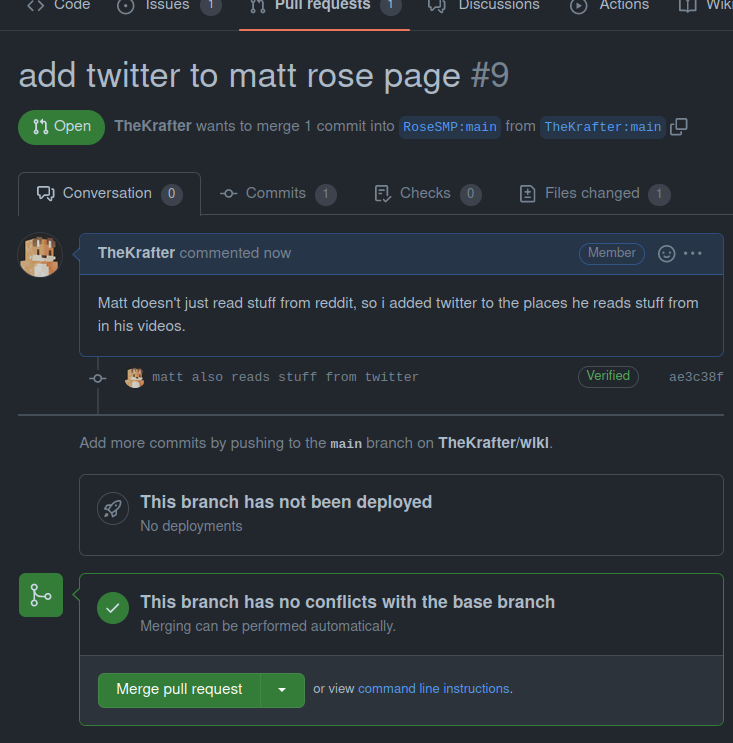 Code Issues 1 Pull requests 1 Discussions Actions Wiki
add twitter to matt rose page #9
Open TheKrafter wants to merge 1 commit into RoseSMP:main from TheKrafter:main
Conversation 0 Commits 1 Checks 0 Files changed 1
TheKrafter commented now Member
Matt doesn't just read stuff from reddit, so i added twitter to the places he reads stuff from
in his videos.
matt also reads stuff from twitter Verified ae3c38f
Add more commits by pushing to the main branch on TheKrafter/wiki.
This branch has not been deployed
No deployments
This branch has no conflicts with the base branch
Merging can be performed automatically.
Merge pull request or view command line instructions.